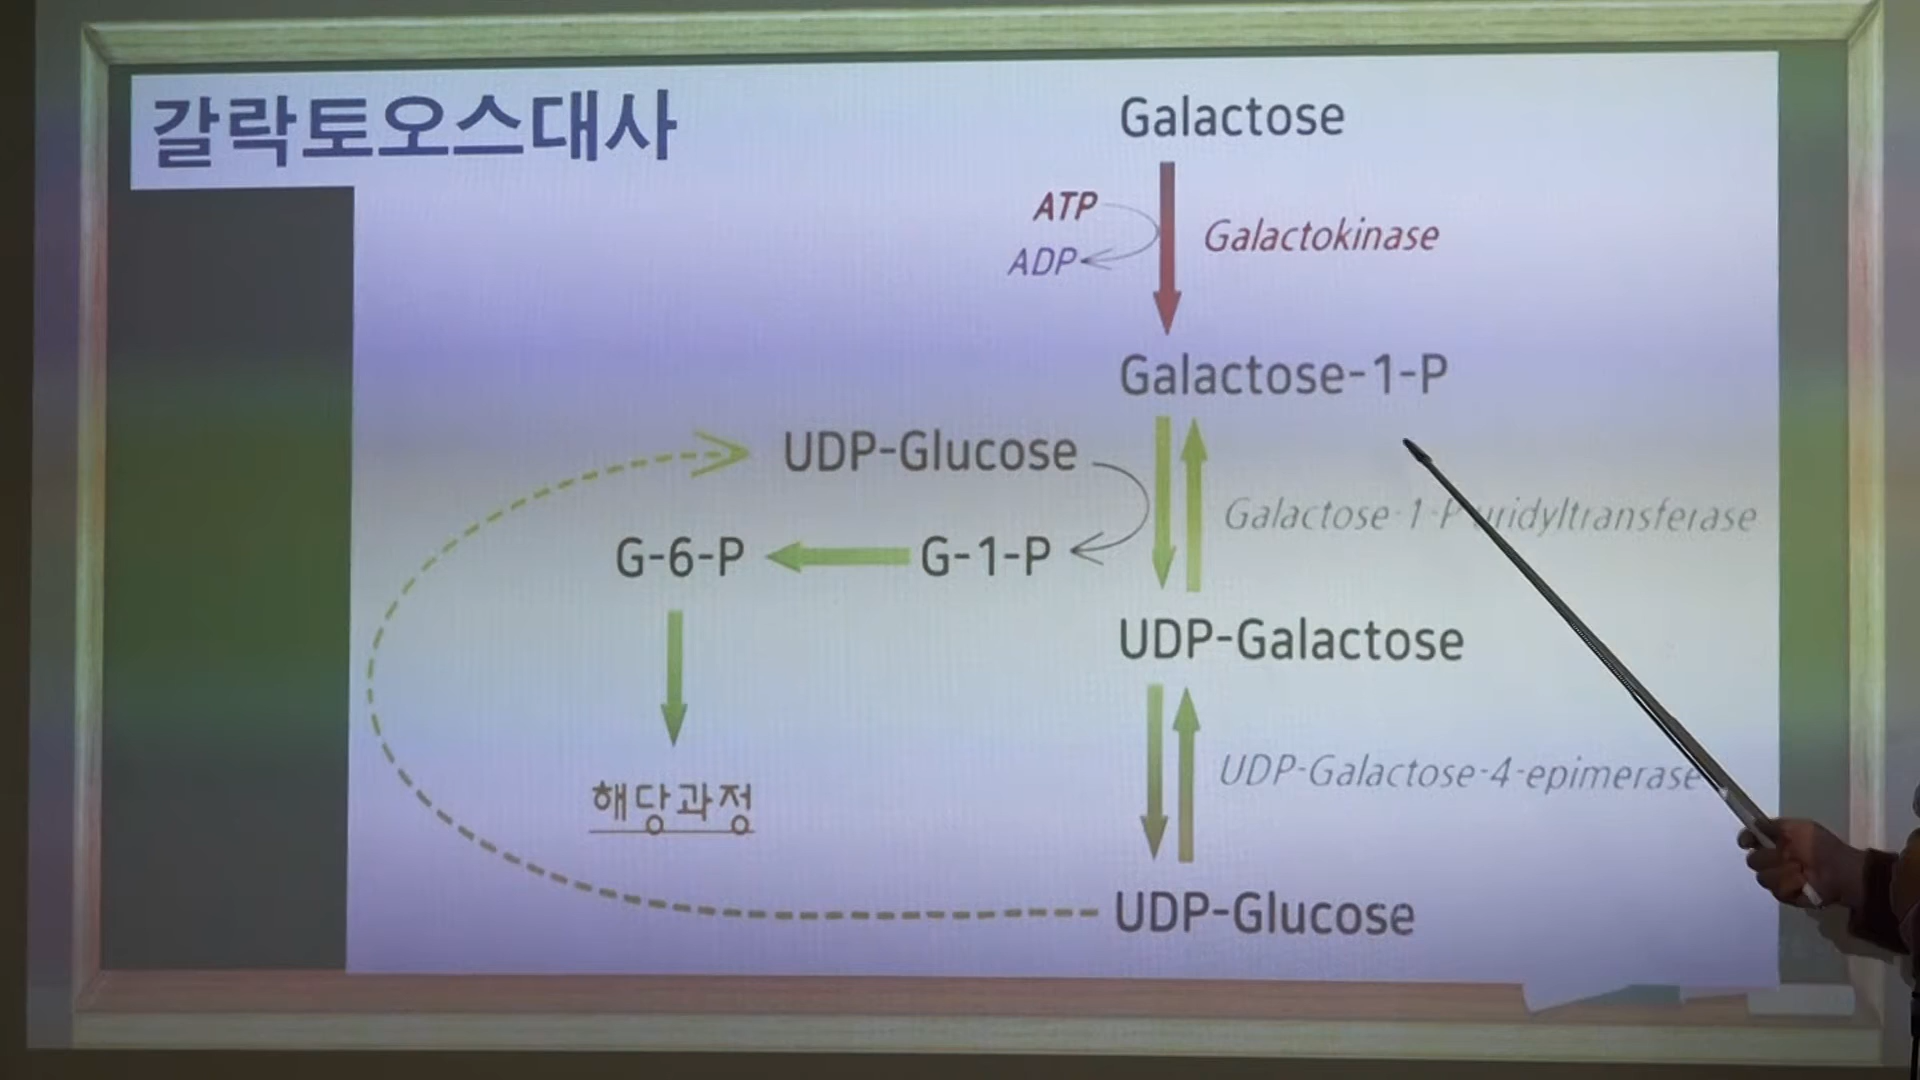 갈락토오스대사
Galactose
ATP
ADP
Galactokinase
Galactose-1-P
UDP-Glucose
G-6-P
G-1-P
Galactose-1-P uridyltransferase
UDP-Galactose
해당과정
UDP-Galactose-4-epimerase
UDP-Glucose